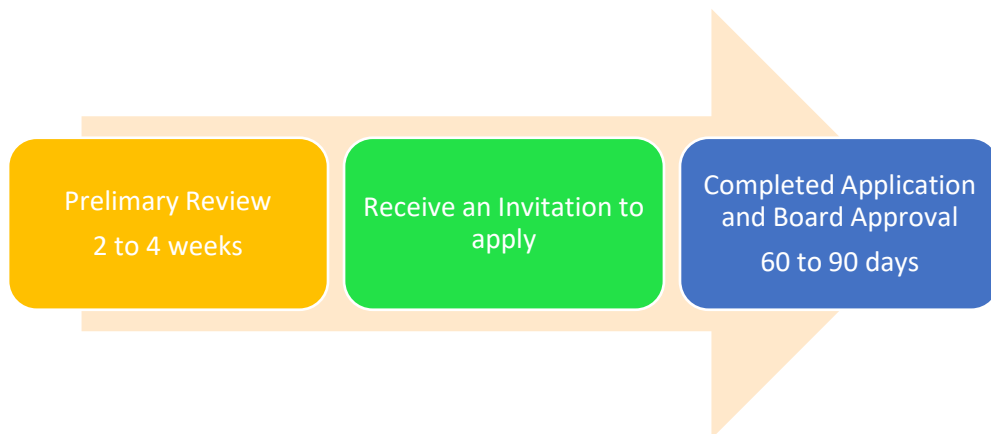 Prelimary Review
2 to 4 weeks
Receive an Invitation to
apply
Completed Application
and Board Approval
60 to 90 days